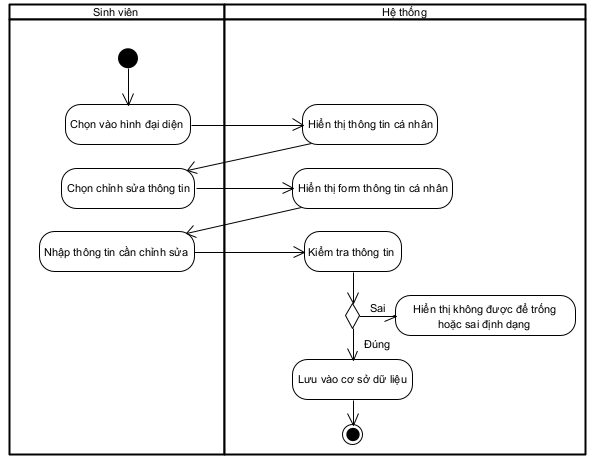 Sinh viên
Hệ thống
Chọn vào hình đại diện
Hiển thị thông tin cá nhân
Chọn chỉnh sửa thông tin
Hiển thị form thông tin cá nhân
Nhập thông tin cần chỉnh sửa
Kiểm tra thông tin
Sai
Hiển thị không được để trống
hoặc sai định dạng
Đúng
Lưu vào cơ sở dữ liệu